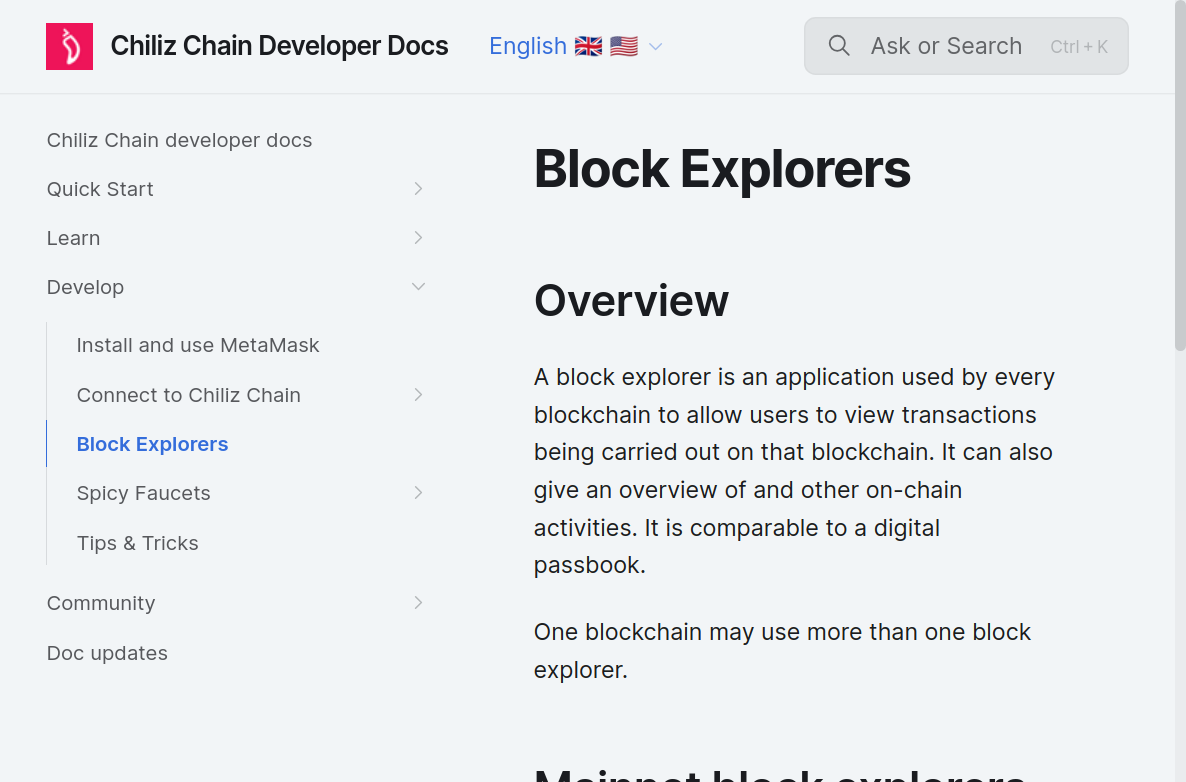 Chiliz Chain Developer Docs
English 🇬🇧 🇺🇸
Ask or Search Ctrl + K
Chiliz Chain developer docs
Quick Start
Learn
Develop
Install and use MetaMask
Connect to Chiliz Chain
Block Explorers
Spicy Faucets
Tips & Tricks
Community
Doc updates
Block Explorers
Overview
A block explorer is an application used by every
blockchain to allow users to view transactions
being carried out on that blockchain. It can also
give an overview of and other on-chain
activities. It is comparable to a digital
passbook.
One blockchain may use more than one block
explorer.
Mainnet block explorers